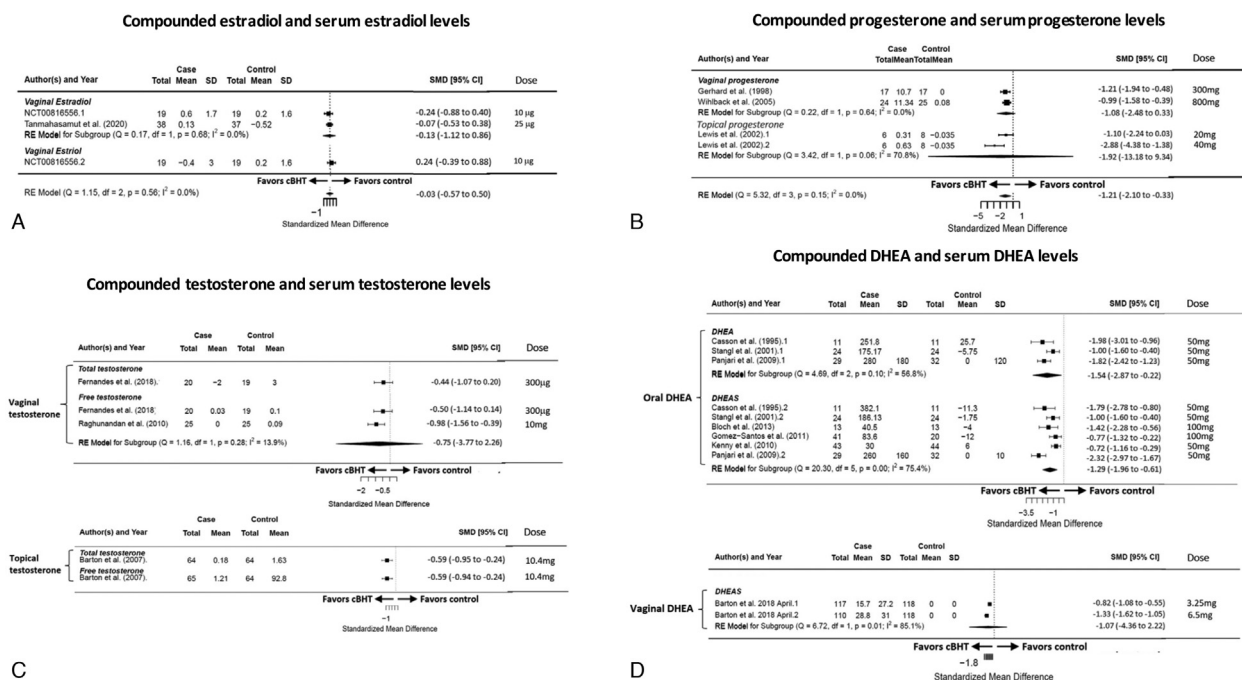 Compounded estradiol and serum estradiol levels
Case Control
Author(s) and Year Total Mean SD Total Mean SD SMD [95% CI] Dose
Vaginal Estradiol
NCT00816556.1 19 0.6 1.7 19 0.2 1.6 -0.24 (-0.88 to 0.40) 10 µg
Tanmahasamut et al. (2020) 38 0.13 37 -0.52 -0.07 (-0.53 to 0.38) 25 µg
RE Model for Subgroup (Q = 0.17, df = 1, p = 0.68; I² = 0.0%) -0.13 (-1.12 to 0.86)
Vaginal Estriol
NCT00816556.2 19 -0.4 3 19 0.2 1.6 0.24 (-0.39 to 0.88) 10 µg
Favors cBHT Favors control
RE Model (Q = 1.15, df = 2, p = 0.56; I² = 0.0%) -0.03 (-0.57 to 0.50)
−1
Standardized Mean Difference
A
Compounded progesterone and serum progesterone levels
Case Control
Author(s) and Year Total Mean Total Mean SMD [95% CI] Dose
Vaginal progesterone
Gerhard et al. (1998) 17 10.7 17 0 -1.21 (-1.94 to -0.48) 300mg
Wihlback et al. (2005) 24 11.34 25 0.08 -0.99 (-1.58 to -0.39) 800mg
RE Model for Subgroup (Q = 0.22, df = 1, p = 0.64; I² = 0.0%) -1.08 (-2.48 to 0.33)
Topical progesterone
Lewis et al. (2002).1 6 0.31 8 -0.035 -1.10 (-2.24 to 0.03) 20mg
Lewis et al. (2002).2 6 0.63 8 -0.035 -2.88 (-4.38 to -1.38) 40mg
RE Model for Subgroup (Q = 3.42, df = 1, p = 0.06; I² = 70.8%) -1.92 (-13.18 to 9.34)
Favors cBHT Favors control
RE Model (Q = 5.32, df = 3, p = 0.15; I² = 0.0%) -1.21 (-2.10 to -0.33)
−5 −2 1
Standardized Mean Difference
B
Compounded testosterone and serum testosterone levels
Case Control
Author(s) and Year Total Mean Total Mean SMD [95% CI] Dose
Total testosterone
Fernandes et al. (2018). 20 -2 19 3 -0.44 (-1.07 to 0.20) 300µg
Vaginal testosterone
Free testosterone
Fernandes et al. (2018) 20 0.03 19 0.1 -0.50 (-1.14 to 0.14) 300µg
Raghunandan et al. (2010) 25 0 25 0.09 -0.98 (-1.56 to -0.39) 10mg
RE Model for Subgroup (Q = 1.16, df = 1, p = 0.28; I² = 13.9%) -0.75 (-3.77 to 2.26)
Favors cBHT Favors control
−2 −0.5
Standardized Mean Difference
Case Control
Author(s) and Year Total Mean Total Mean SMD [95% CI] Dose
Topical testosterone
Total testosterone
Barton et al. (2007). 64 0.18 64 1.63 -0.59 (-0.95 to -0.24) 10.4mg
Free testosterone
Barton et al. (2007). 65 1.21 64 92.8 -0.59 (-0.94 to -0.24) 10.4mg
Favors cBHT Favors control
−1
Standardized Mean Difference
C
Compounded DHEA and serum DHEA levels
Case Control
Author(s) and Year Total Mean SD Total Mean SD SMD [95% CI] Dose
DHEA
Casson et al. (1995).1 11 251.8 11 25.7 -1.98 (-3.01 to -0.96) 50mg
Stangl et al. (2001).1 24 175.17 24 -5.75 -1.00 (-1.60 to -0.40) 50mg
Panjari et al. (2009).1 29 280 180 32 0 120 -1.82 (-2.42 to -1.23) 50mg
RE Model for Subgroup (Q = 4.69, df = 2, p = 0.10; I² = 56.8%) -1.54 (-2.87 to -0.22)
Oral DHEA
DHEAS
Casson et al. (1995).2 11 382.1 11 -11.3 -1.79 (-2.78 to -0.80) 50mg
Stangl et al. (2001).2 24 186.13 24 -1.75 -1.00 (-1.60 to -0.40) 50mg
Bloch et al. (2013) 13 40.5 13 -4 -1.42 (-2.28 to -0.56) 100mg
Gomez-Santos et al. (2011) 41 83.6 20 -12 -0.77 (-1.32 to -0.22) 100mg
Kenny et al. (2010) 43 30 44 6 -0.72 (-1.16 to -0.29) 50mg
Panjari et al. (2009).2 29 260 160 32 0 10 -2.32 (-2.97 to -1.67) 50mg
RE Model for Subgroup (Q = 20.30, df = 5, p = 0.00; I² = 75.4%) -1.29 (-1.96 to -0.61)
Favors cBHT Favors control
−3.5 −1
Standardized Mean Difference
Case Control
Author(s) and Year Total Mean SD Total Mean SD SMD [95% CI] Dose
DHEAS
Vaginal DHEA
Barton et al. 2018 April.1 117 15.7 27.2 118 0 0 -0.82 (-1.08 to -0.55) 3.25mg
Barton et al. 2018 April.2 110 28.8 31 118 0 0 -1.33 (-1.62 to -1.05) 6.5mg
RE Model for Subgroup (Q = 6.72, df = 1, p = 0.01; I² = 85.1%) -1.07 (-4.36 to 2.22)
Favors cBHT Favors control
−1.8
Standardized Mean Difference
D